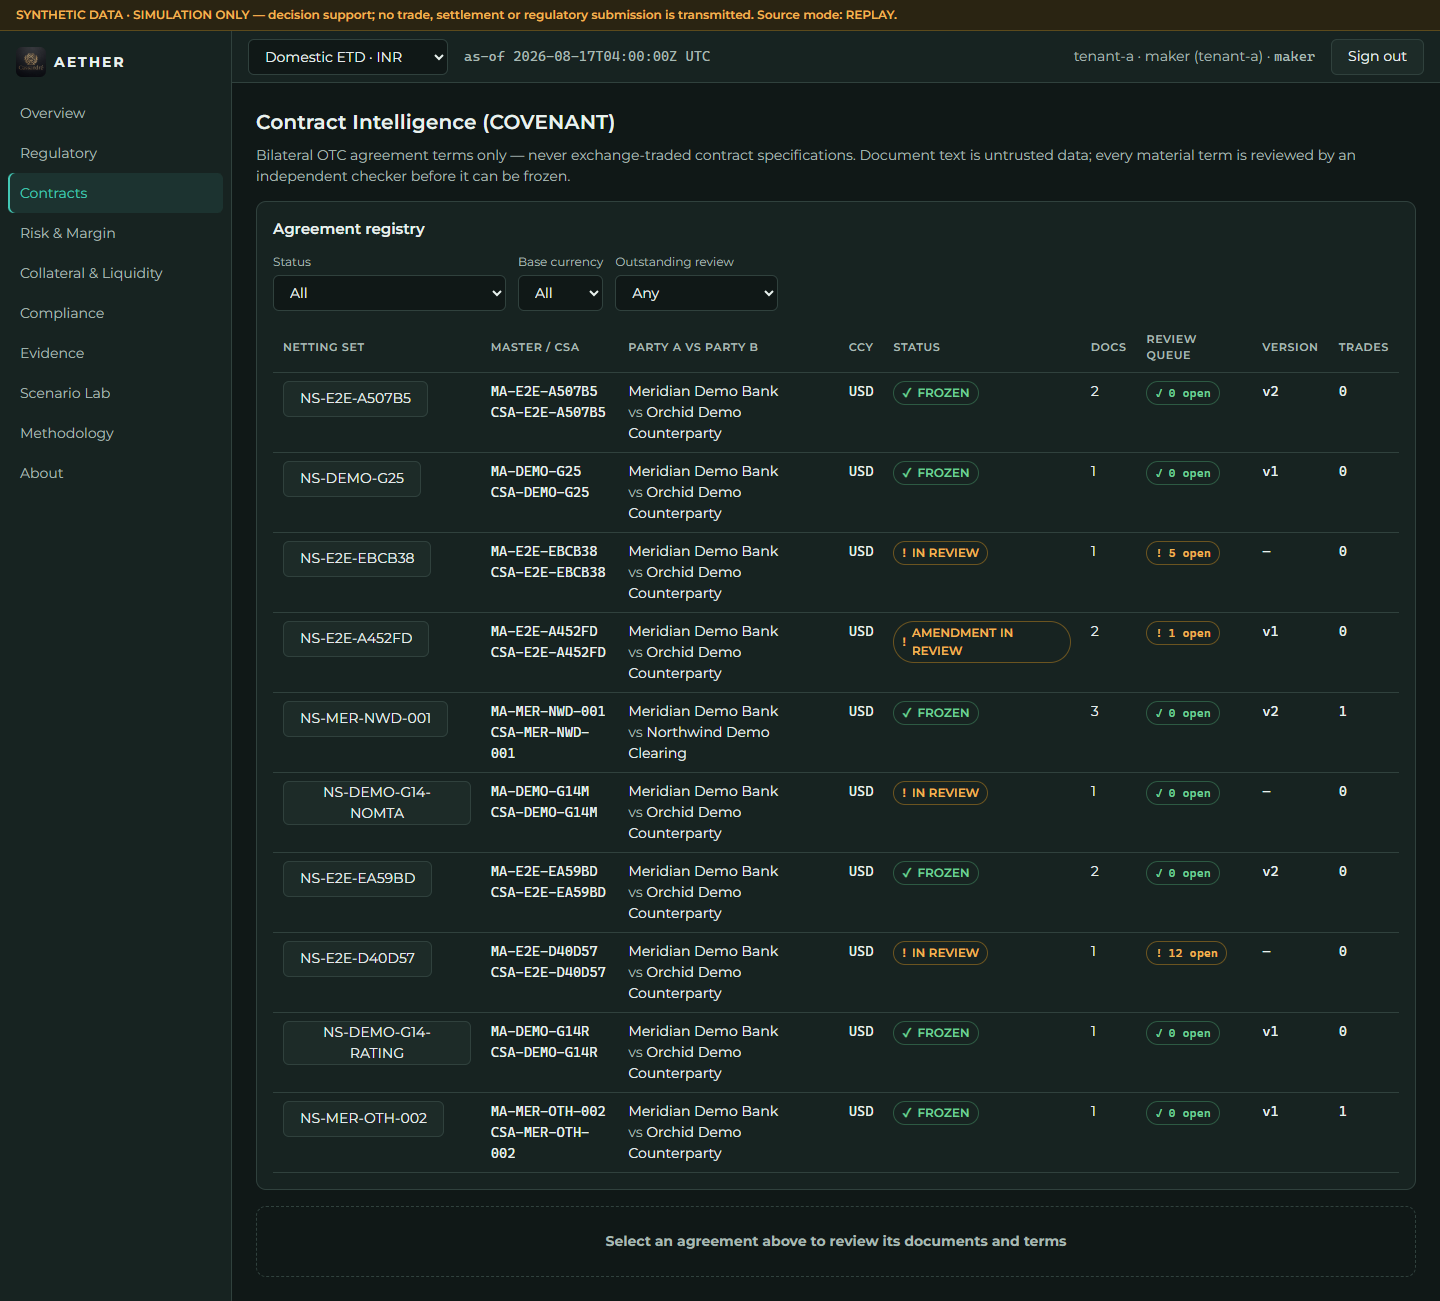 SYNTHETIC DATA · SIMULATION ONLY — decision support; no trade, settlement or regulatory submission is transmitted. Source mode: REPLAY.
AETHER
Domestic ETD · INR
as-of 2026-08-17T04:00:00Z UTC
tenant-a · maker (tenant-a) · maker
Sign out
Overview
Regulatory
Contracts
Risk & Margin
Collateral & Liquidity
Compliance
Evidence
Scenario Lab
Methodology
About
Contract Intelligence (COVENANT)
Bilateral OTC agreement terms only — never exchange-traded contract specifications. Document text is untrusted data; every material term is reviewed by an
independent checker before it can be frozen.
Agreement registry
Status Base currency Outstanding review
All All Any
NETTING SET MASTER / CSA PARTY A VS PARTY B CCY STATUS DOCS REVIEW QUEUE VERSION TRADES
NS-E2E-A507B5 MA-E2E-A507B5 Meridian Demo Bank USD ✓ FROZEN 2 ✓ 0 open v2 0
CSA-E2E-A507B5 vs Orchid Demo
Counterparty
NS-DEMO-G25 MA-DEMO-G25 Meridian Demo Bank USD ✓ FROZEN 1 ✓ 0 open v1 0
CSA-DEMO-G25 vs Orchid Demo
Counterparty
NS-E2E-EBCB38 MA-E2E-EBCB38 Meridian Demo Bank USD ! IN REVIEW 1 ! 5 open — 0
CSA-E2E-EBCB38 vs Orchid Demo
Counterparty
NS-E2E-A452FD MA-E2E-A452FD Meridian Demo Bank USD ! AMENDMENT IN REVIEW 2 ! 1 open v1 0
CSA-E2E-A452FD vs Orchid Demo
Counterparty
NS-MER-NWD-001 MA-MER-NWD-001 Meridian Demo Bank USD ✓ FROZEN 3 ✓ 0 open v2 1
CSA-MER-NWD- vs Northwind Demo
001 Clearing
NS-DEMO-G14- MA-DEMO-G14M Meridian Demo Bank USD ! IN REVIEW 1 ✓ 0 open — 0
NOMTA CSA-DEMO-G14M vs Orchid Demo
Counterparty
NS-E2E-EA59BD MA-E2E-EA59BD Meridian Demo Bank USD ✓ FROZEN 2 ✓ 0 open v2 0
CSA-E2E-EA59BD vs Orchid Demo
Counterparty
NS-E2E-D40D57 MA-E2E-D40D57 Meridian Demo Bank USD ! IN REVIEW 1 ! 12 open — 0
CSA-E2E-D40D57 vs Orchid Demo
Counterparty
NS-DEMO-G14- MA-DEMO-G14R Meridian Demo Bank USD ✓ FROZEN 1 ✓ 0 open v1 0
RATING CSA-DEMO-G14R vs Orchid Demo
Counterparty
NS-MER-OTH-002 MA-MER-OTH-002 Meridian Demo Bank USD ✓ FROZEN 1 ✓ 0 open v1 1
CSA-MER-OTH- vs Orchid Demo
002 Counterparty
Select an agreement above to review its documents and terms